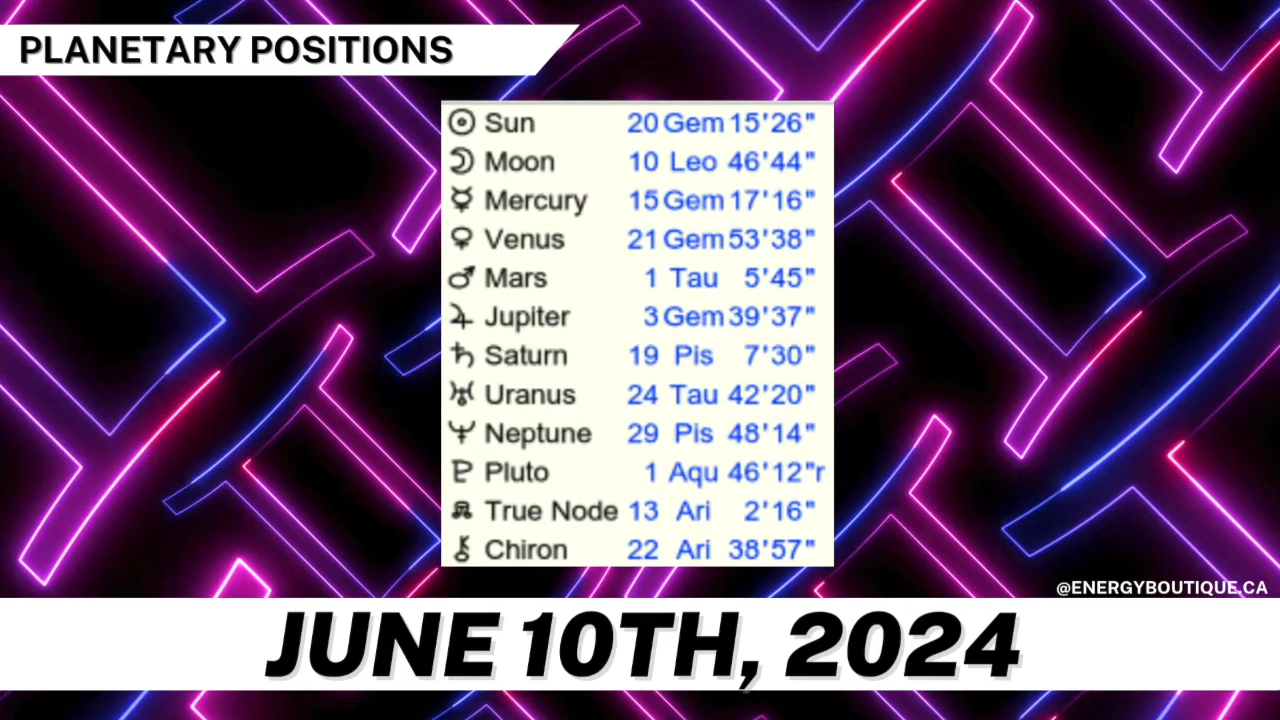 PLANETARY POSITIONS
Sun 20 Gem 15'26"
Moon 10 Leo 46'44"
Mercury 15 Gem 17'16"
Venus 21 Gem 53'38"
Mars 1 Tau 5'45"
Jupiter 3 Gem 39'37"
Saturn 19 Pis 7'30"
Uranus 24 Tau 42'20"
Neptune 29 Pis 48'14"
Pluto 1 Aqu 46'12"r
True Node 13 Ari 2'16"
Chiron 22 Ari 38'57"
@ENERGYBOUTIQUE.CA
JUNE 10TH, 2024